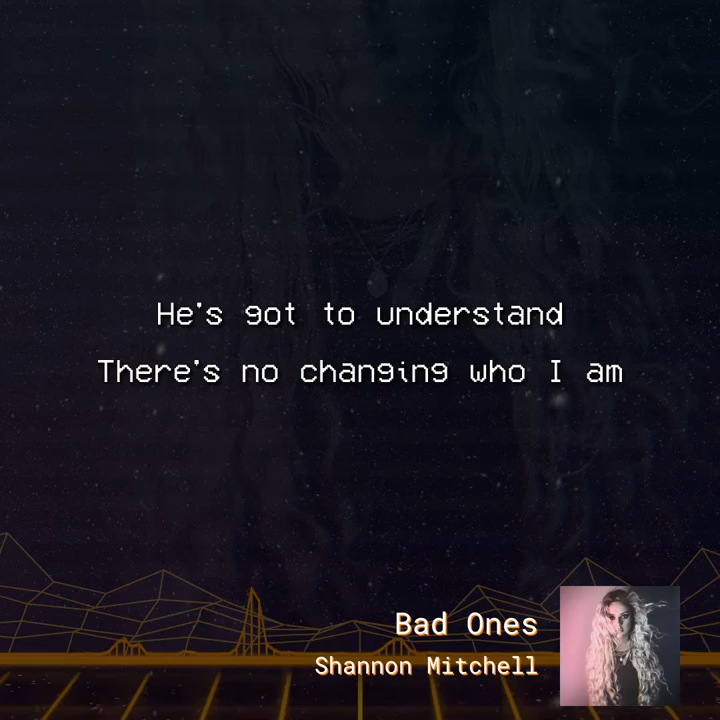 He's got to understand
There's no changing who I am
Bad Ones
Shannon Mitchell